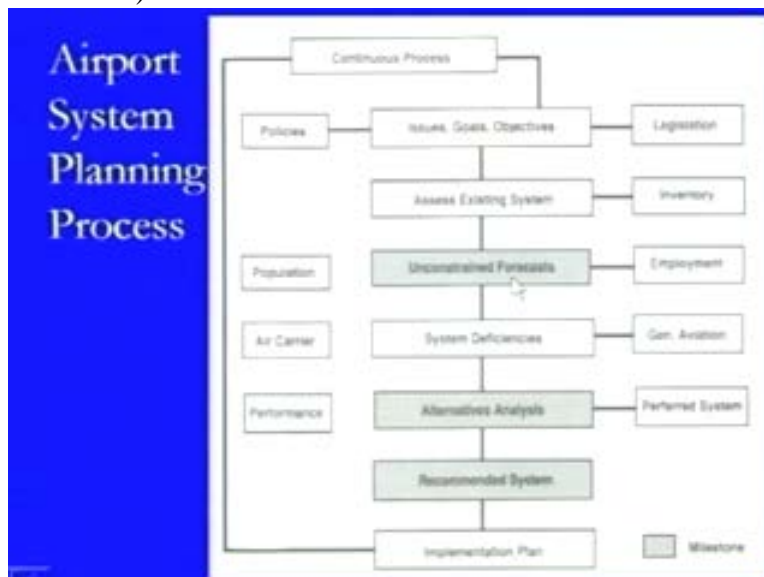 Airport
System
Planning
Process
Continuous Process
Policies
Issues, Goals, Objectives
Legislation
Assess Existing System
Inventory
Population
Unconstrained Forecasts
Employment
Air Carrier
System Deficiencies
Gen. Aviation
Performance
Alternatives Analysis
Perferred System
Recommended System
Implementation Plan
Milestone